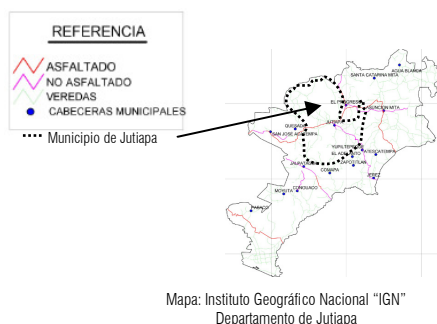 REFERENCIA
ASFALTADO
NO ASFALTADO
VEREDAS
CABECERAS MUNICIPALES
Municipio de Jutiapa
AGUA BLANCA
SANTA CATARINA MITA
EL PROGRESO
ASUNCION MITA
QUESADA
JUTIAPA
SAN JOSE ACATEMPA
YUPILTEPEQUE
ATESCATEMPA
EL ADELANTO
ZAPOTITLAN
JALPATAGUA
COMAPA
JEREZ
CONGUACO
MOYUTA
PASACO
Mapa: Instituto Geográfico Nacional “IGN”
Departamento de Jutiapa